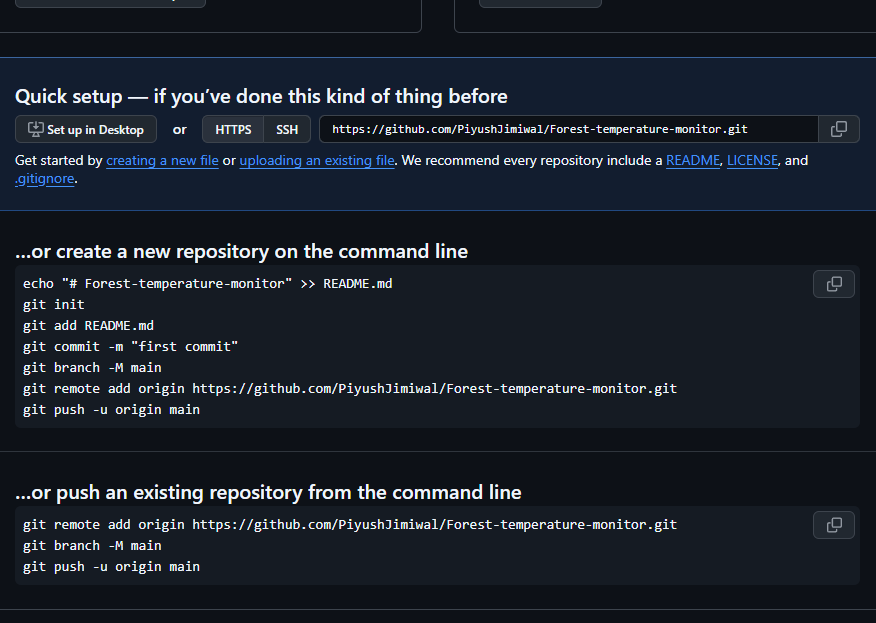 Quick setup — if you’ve done this kind of thing before
Set up in Desktop or HTTPS SSH https://github.com/PiyushJimiwal/Forest-temperature-monitor.git
Get started by creating a new file or uploading an existing file. We recommend every repository include a README, LICENSE, and
.gitignore.
...or create a new repository on the command line
echo "# Forest-temperature-monitor" >> README.md
git init
git add README.md
git commit -m "first commit"
git branch -M main
git remote add origin https://github.com/PiyushJimiwal/Forest-temperature-monitor.git
git push -u origin main
...or push an existing repository from the command line
git remote add origin https://github.com/PiyushJimiwal/Forest-temperature-monitor.git
git branch -M main
git push -u origin main